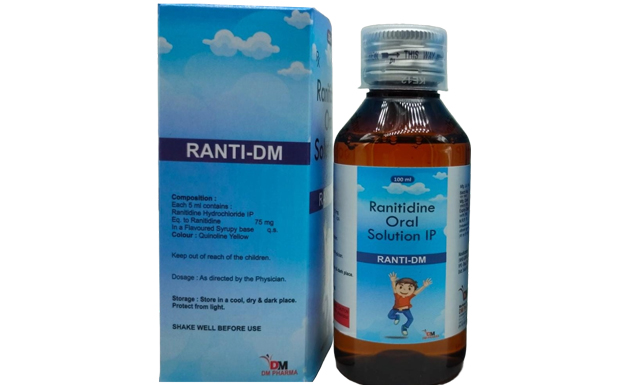 RANTI-DM
Composition :
Each 5 ml contains :
Ranitidine Hydrochloride IP
Eq. to Ranitidine 75 mg
In a Flavoured Syrupy base q.s.
Colour : Quinoline Yellow
Keep out of reach of the children.
Dosage : As directed by the Physician.
Storage : Store in a cool, dry & dark place.
Protect from light.
SHAKE WELL BEFORE USE
DM
DM PHARMA
Oral
THIS
100 ml
Ranitidine
Oral
Solution IP
RANTI-DM
DM